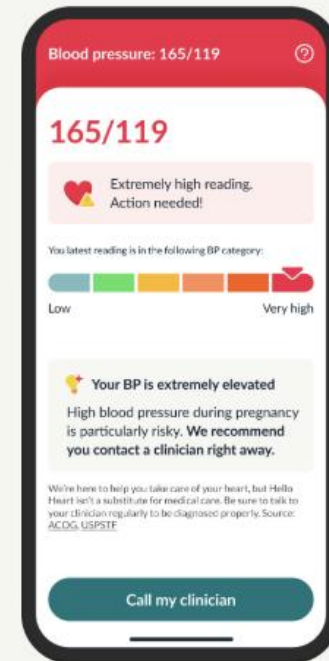 Blood pressure: 165/119 ?
165/119
Extremely high reading.
Action needed!
You latest reading is in the following BP category:
Low Very high
Your BP is extremely elevated
High blood pressure during pregnancy
is particularly risky. We recommend
you contact a clinician right away.
We're here to help you take care of your heart, but Hello
Heart isn't a substitute for medical care. Be sure to talk to
your clinician regularly to be diagnosed properly. Source:
ACOG, USPSTF
Call my clinician